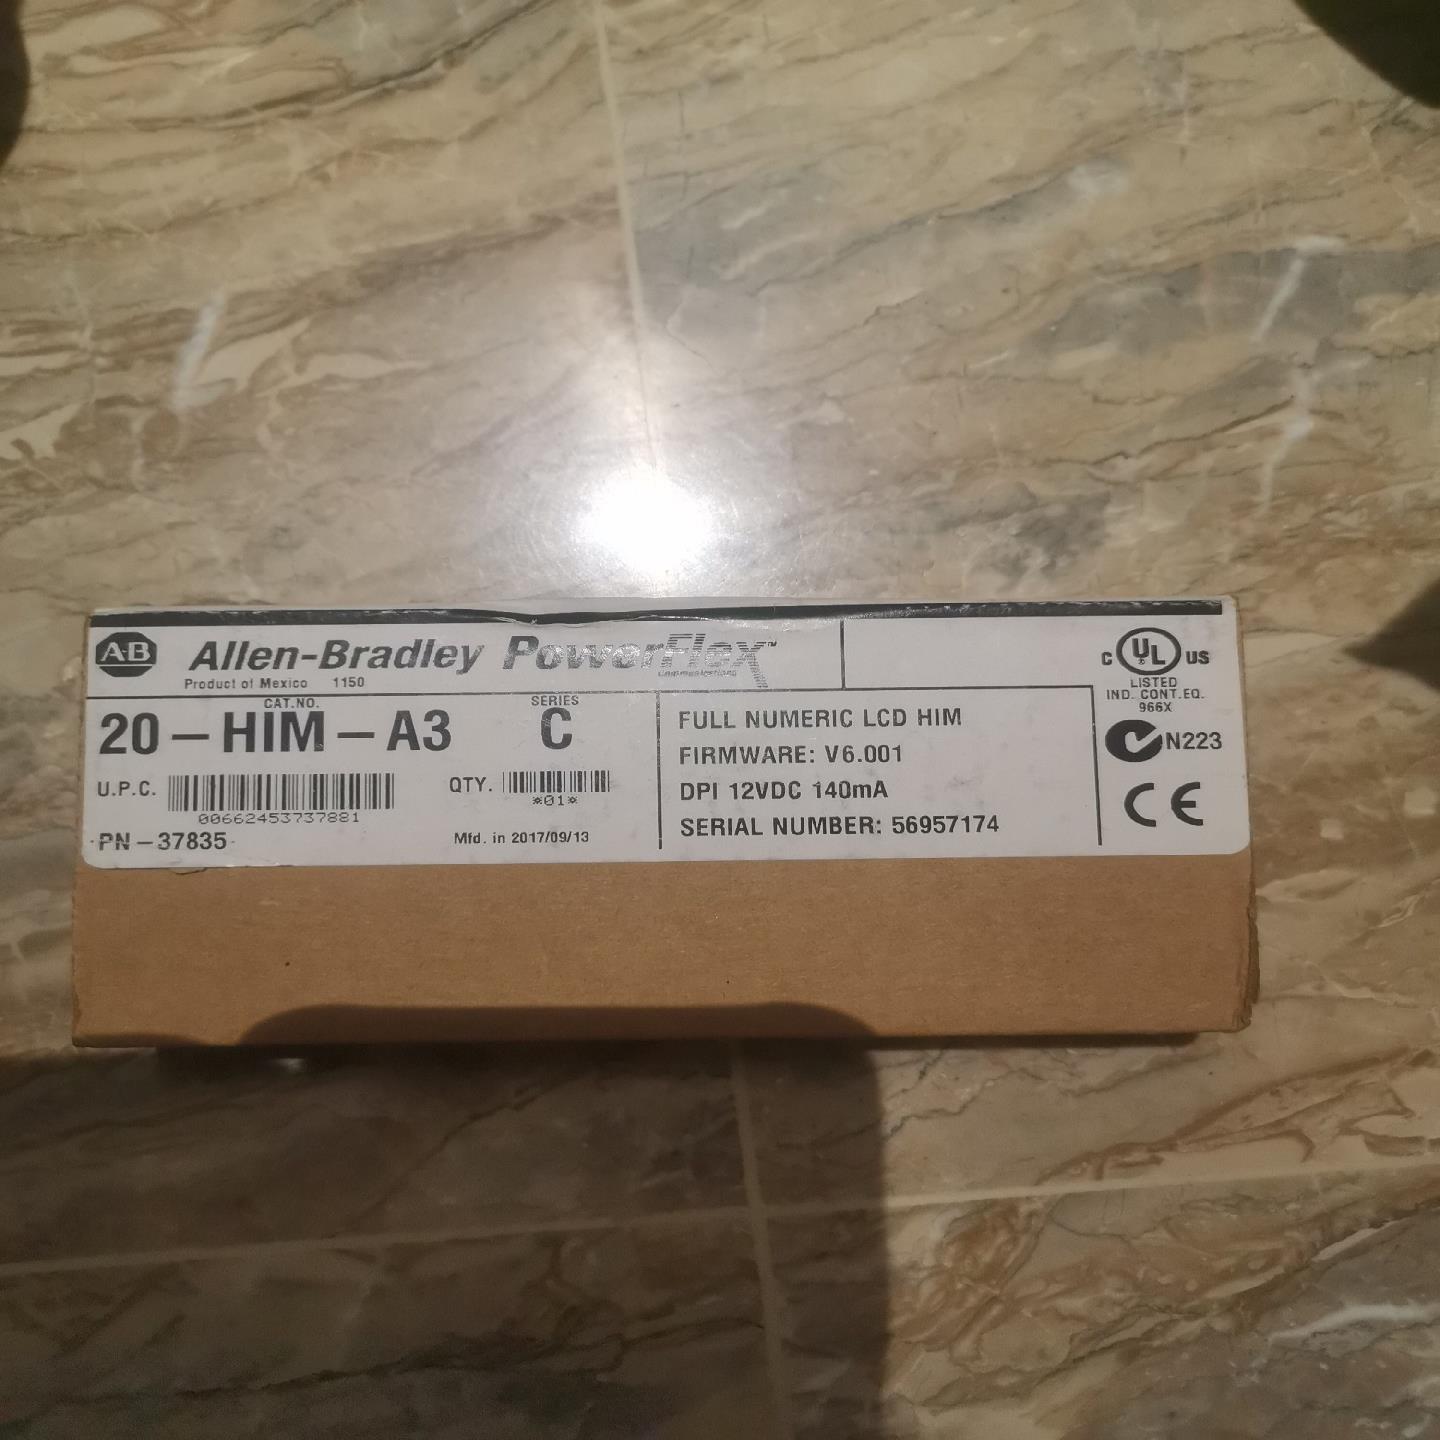 A-B Allen-Bradley PowerFlex™
Communications
Product of Mexico 1150
CAT.NO. SERIES
20-HIM-A3 C
U.P.C. QTY.
00662453737881 *01*
PN-37835 Mfd. in 2017/09/13
FULL NUMERIC LCD HIM
FIRMWARE: V6.001
DPI 12VDC 140mA
SERIAL NUMBER: 56957174
C UL US
LISTED
IND. CONT.EQ.
966X
N223
CE